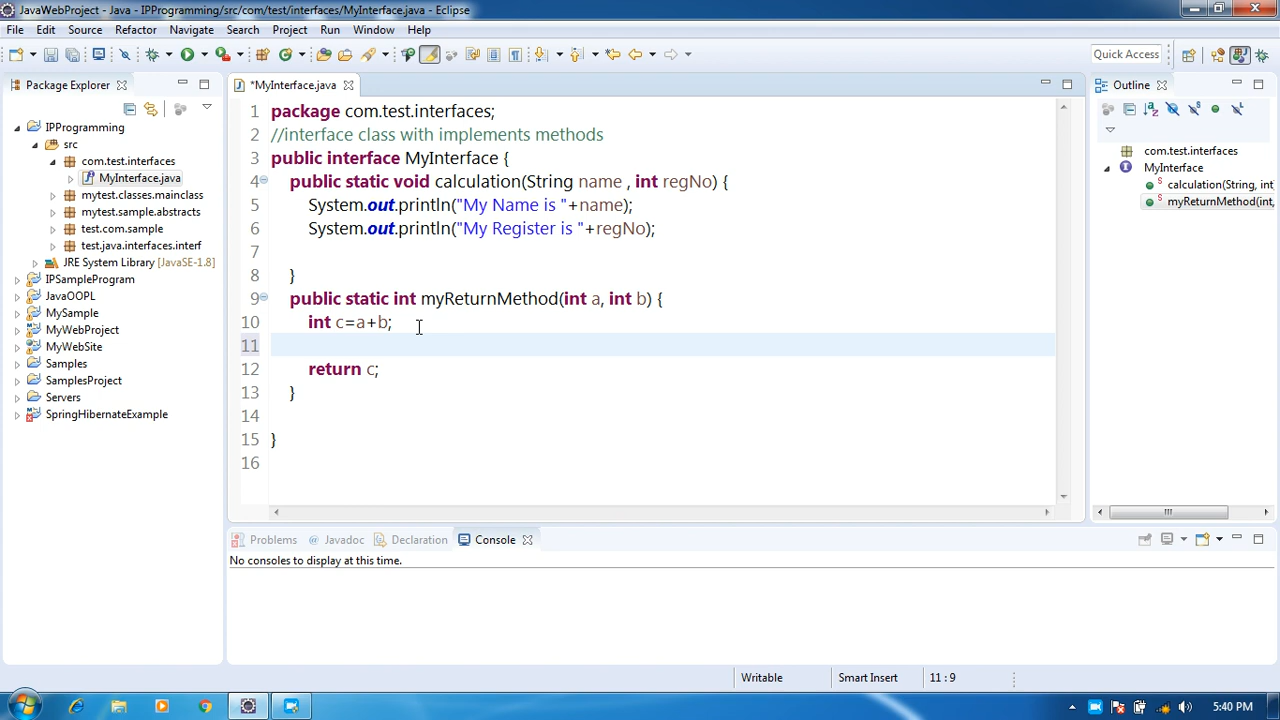 JavaWebProject - Java - IPProgramming/src/com/test/interfaces/MyInterface.java - Eclipse
File Edit Source Refactor Navigate Search Project Run Window Help
Quick Access
Package Explorer
IPProgramming
src
com.test.interfaces
MyInterface.java
mytest.classes.mainclass
mytest.sample.abstracts
test.com.sample
test.java.interfaces.interf
JRE System Library [JavaSE-1.8]
IPSampleProgram
JavaOOPL
MySample
MyWebProject
MyWebSite
Samples
SamplesProject
Servers
SpringHibernateExample
*MyInterface.java
1 package com.test.interfaces;
2 //interface class with implements methods
3 public interface MyInterface {
4 public static void calculation(String name , int regNo) {
5 System.out.println("My Name is "+name);
6 System.out.println("My Register is "+regNo);
7
8 }
9 public static int myReturnMethod(int a, int b) {
10 int c=a+b;
11
12 return c;
13 }
14
15 }
16
Outline
com.test.interfaces
MyInterface
S calculation(String, int
S myReturnMethod(int,
Problems @ Javadoc Declaration Console
No consoles to display at this time.
Writable Smart Insert 11 : 9
5:40 PM